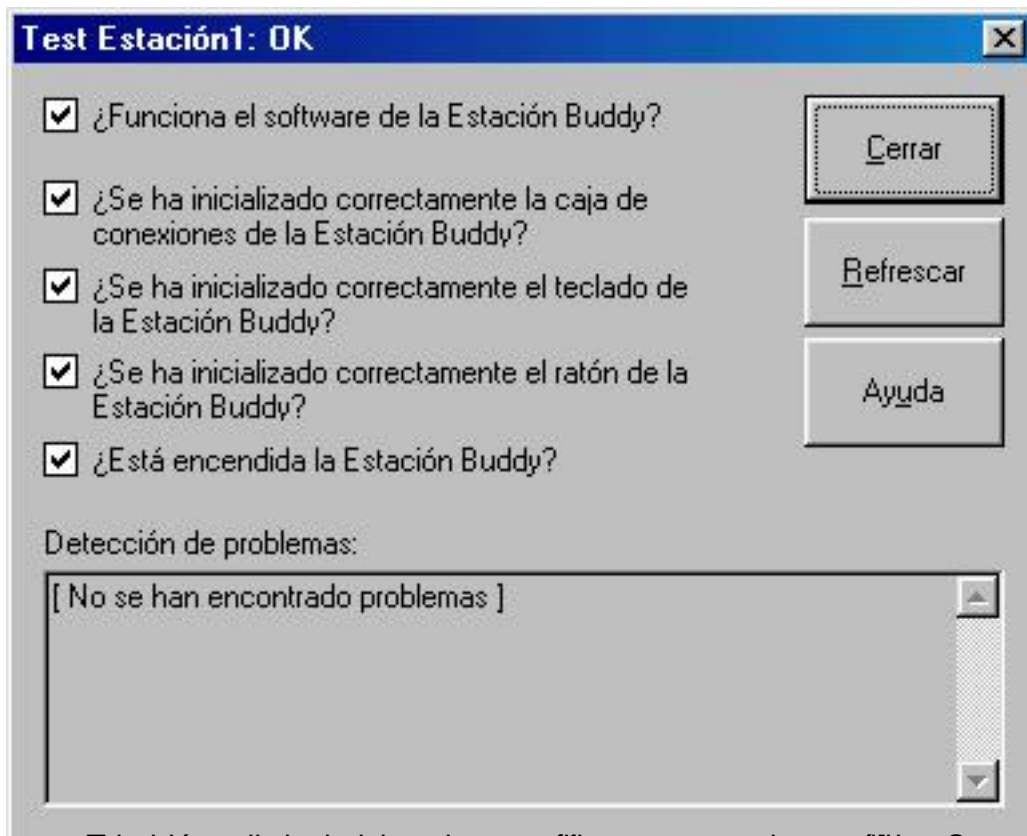 Test Estación1: OK
¿Funciona el software de la Estación Buddy?
Cerrar
¿Se ha inicializado correctamente la caja de
conexiones de la Estación Buddy?
Refrescar
¿Se ha inicializado correctamente el teclado de
la Estación Buddy?
¿Se ha inicializado correctamente el ratón de la
Estación Buddy?
Ayuda
¿Está encendida la Estación Buddy?
Detección de problemas:
[ No se han encontrado problemas ]